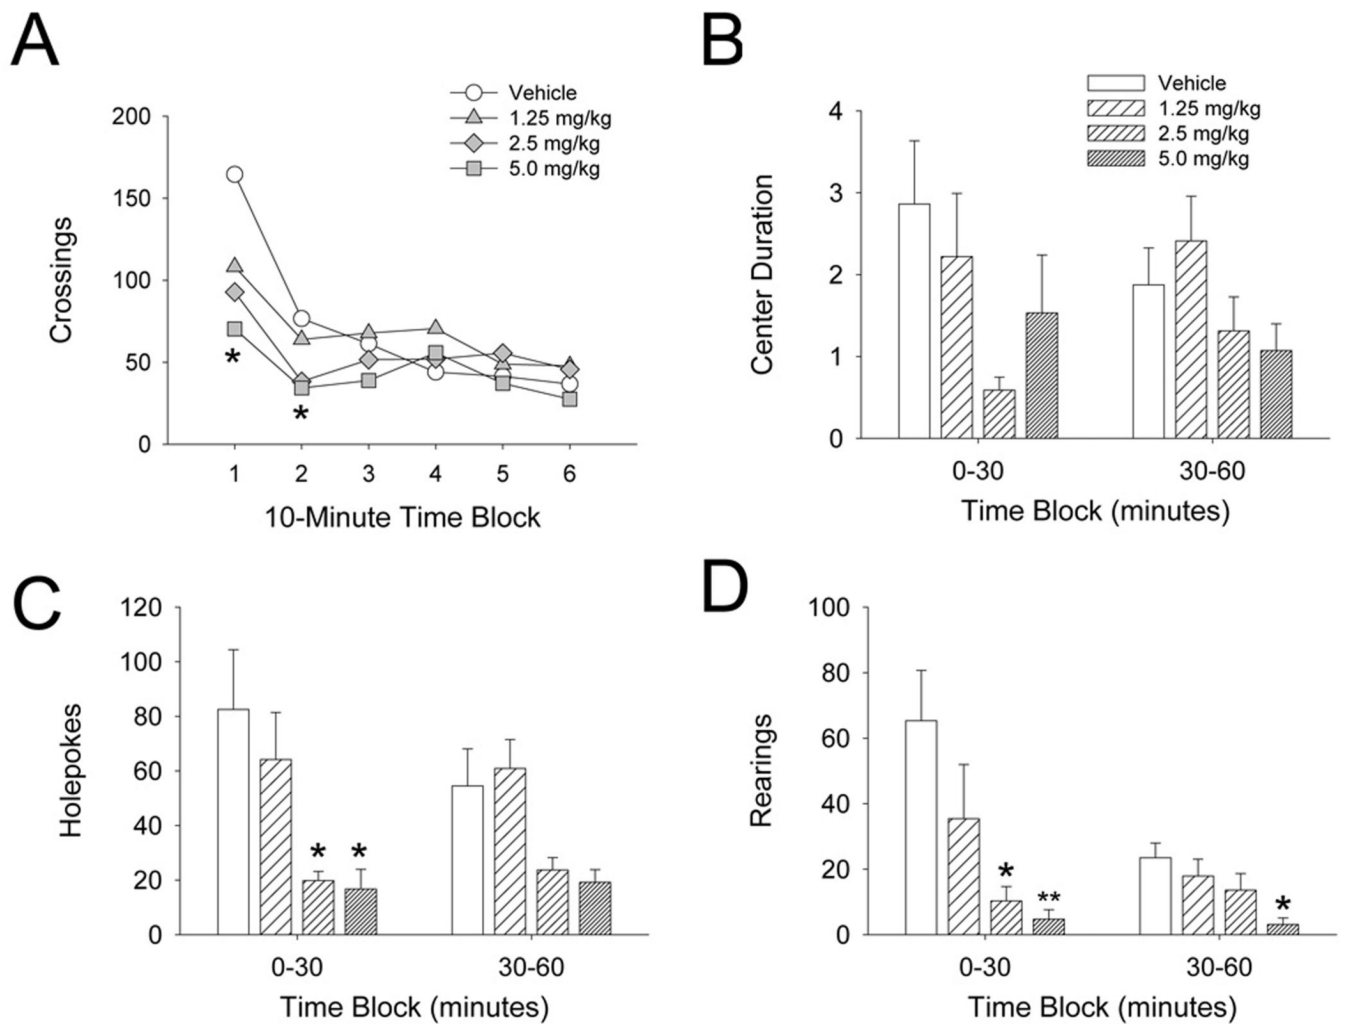 A
Vehicle
1.25 mg/kg
2.5 mg/kg
5.0 mg/kg
200
150
100
50
0
Crossings
*
*
1 2 3 4 5 6
10-Minute Time Block
B
Vehicle
1.25 mg/kg
2.5 mg/kg
5.0 mg/kg
4
3
2
1
0
Center Duration
0-30 30-60
Time Block (minutes)
C
120
100
80
60
40
20
0
Holepokes
* *
0-30 30-60
Time Block (minutes)
D
100
80
60
40
20
0
Rearings
* ** *
0-30 30-60
Time Block (minutes)